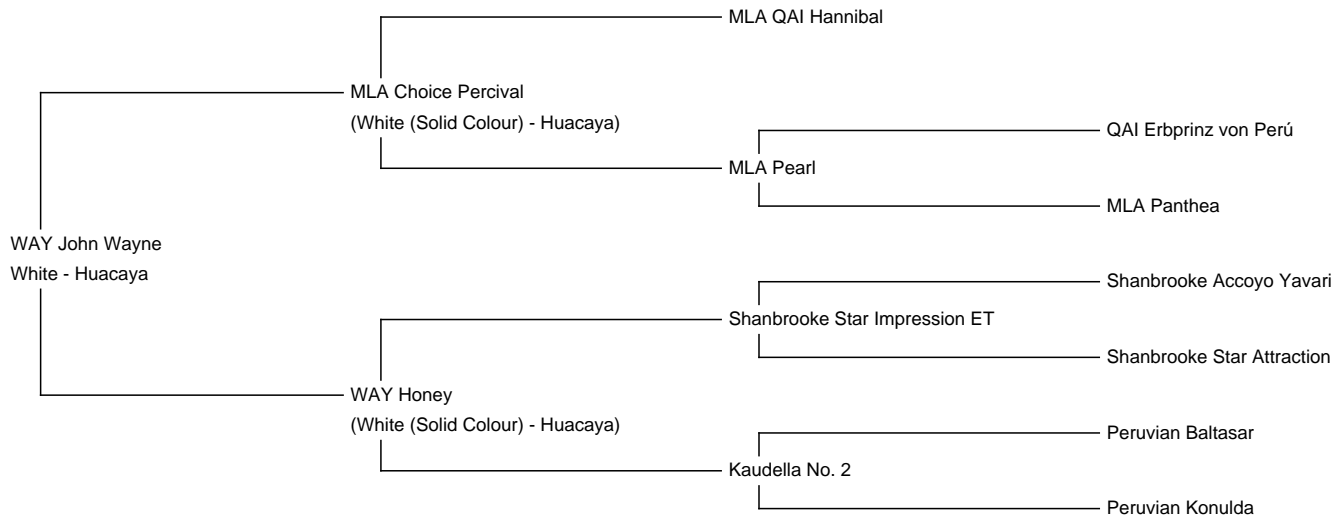 MLA QAI Hannibal
MLA Choice Percival
(White (Solid Colour) - Huacaya)
QAI Erbprinz von Perú
MLA Pearl
MLA Panthea
WAY John Wayne
White - Huacaya
Shanbrooke Accoyo Yavari
Shanbrooke Star Impression ET
Shanbrooke Star Attraction
WAY Honey
(White (Solid Colour) - Huacaya)
Peruvian Baltasar
Kaudella No. 2
Peruvian Konulda